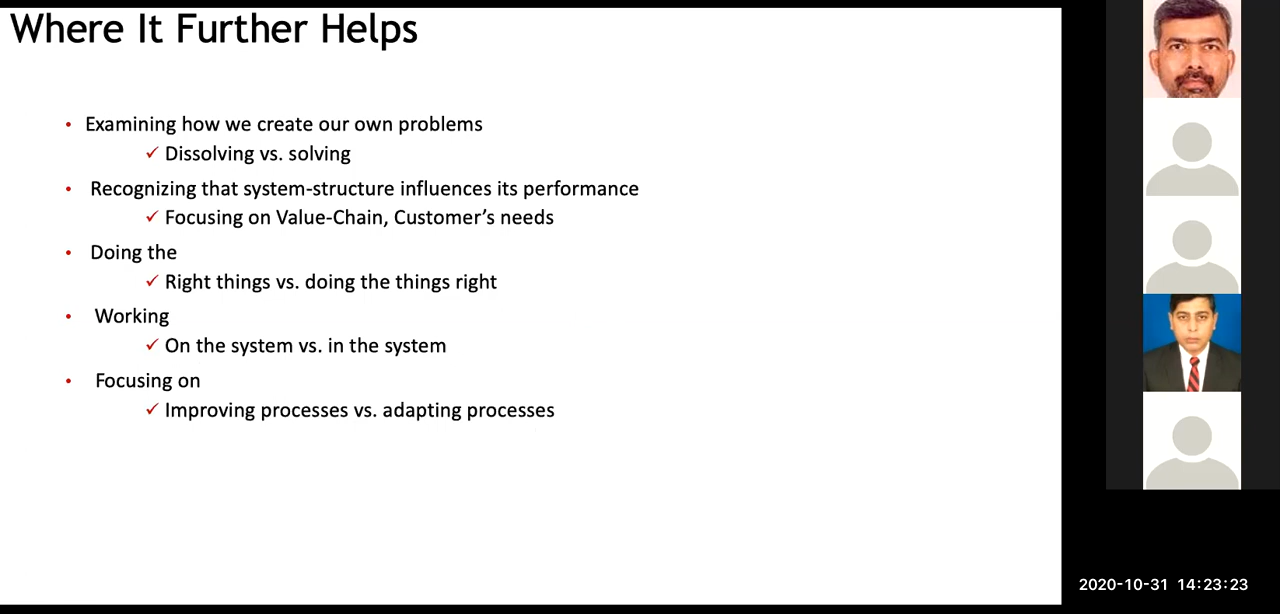 Where It Further Helps
• Examining how we create our own problems
✓ Dissolving vs. solving
• Recognizing that system-structure influences its performance
✓ Focusing on Value-Chain, Customer’s needs
• Doing the
✓ Right things vs. doing the things right
• Working
✓ On the system vs. in the system
• Focusing on
✓ Improving processes vs. adapting processes
2020-10-31 14:23:23